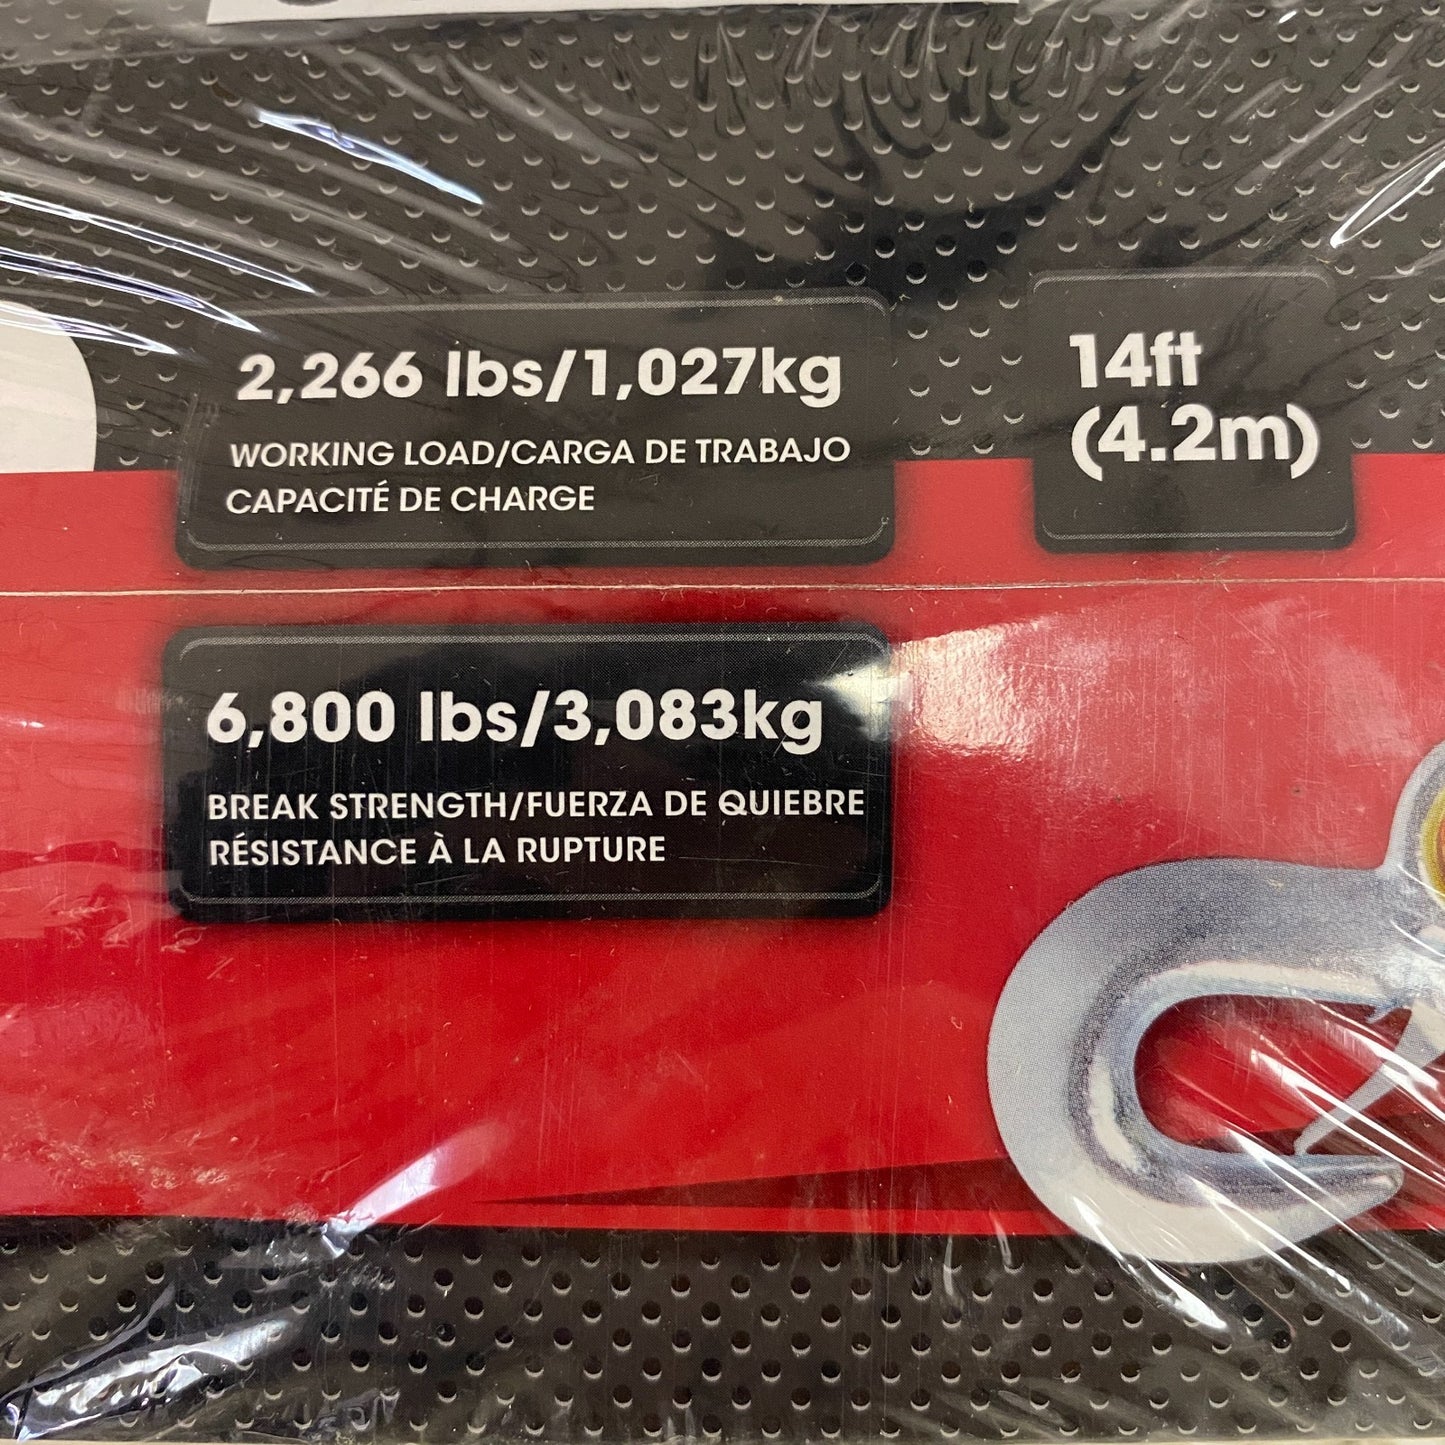 2,266 lbs/1,027kg
WORKING LOAD/CARGA DE TRABAJO
CAPACITÉ DE CHARGE
14ft
(4.2m)
6,800 lbs/3,083kg
BREAK STRENGTH/FUERZA DE QUIEBRE
RÉSISTANCE À LA RUPTURE